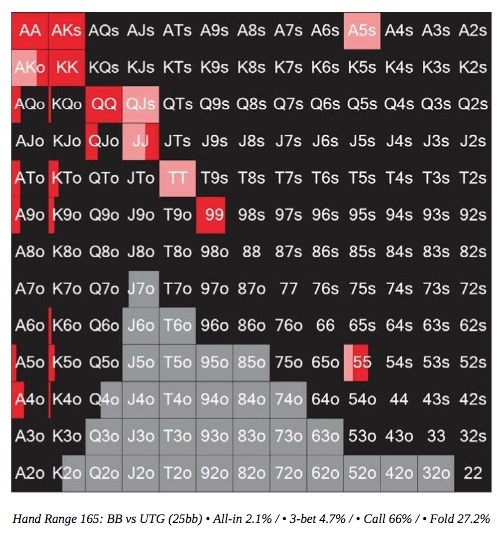 AA AKs AQs AJs ATs A9s A8s A7s A6s A5s A4s A3s A2s
AKo KK KQs KJs KTs K9s K8s K7s K6s K5s K4s K3s K2s
AQo KQo QQ QJs QTs Q9s Q8s Q7s Q6s Q5s Q4s Q3s Q2s
AJo KJo QJo JJ JTs J9s J8s J7s J6s J5s J4s J3s J2s
ATo KTo QTo JTo TT T9s T8s T7s T6s T5s T4s T3s T2s
A9o K9o Q9o J9o T9o 99 98s 97s 96s 95s 94s 93s 92s
A8o K8o Q8o J8o T8o 98o 88 87s 86s 85s 84s 83s 82s
A7o K7o Q7o J7o T7o 97o 87o 77 76s 75s 74s 73s 72s
A6o K6o Q6o J6o T6o 96o 86o 76o 66 65s 64s 63s 62s
A5o K5o Q5o J5o T5o 95o 85o 75o 65o 55 54s 53s 52s
A4o K4o Q4o J4o T4o 94o 84o 74o 64o 54o 44 43s 42s
A3o K3o Q3o J3o T3o 93o 83o 73o 63o 53o 43o 33 32s
A2o K2o Q2o J2o T2o 92o 82o 72o 62o 52o 42o 32o 22
Hand Range 165: BB vs UTG (25bb) • All-in 2.1% / • 3-bet 4.7% / • Call 66% / • Fold 27.2%